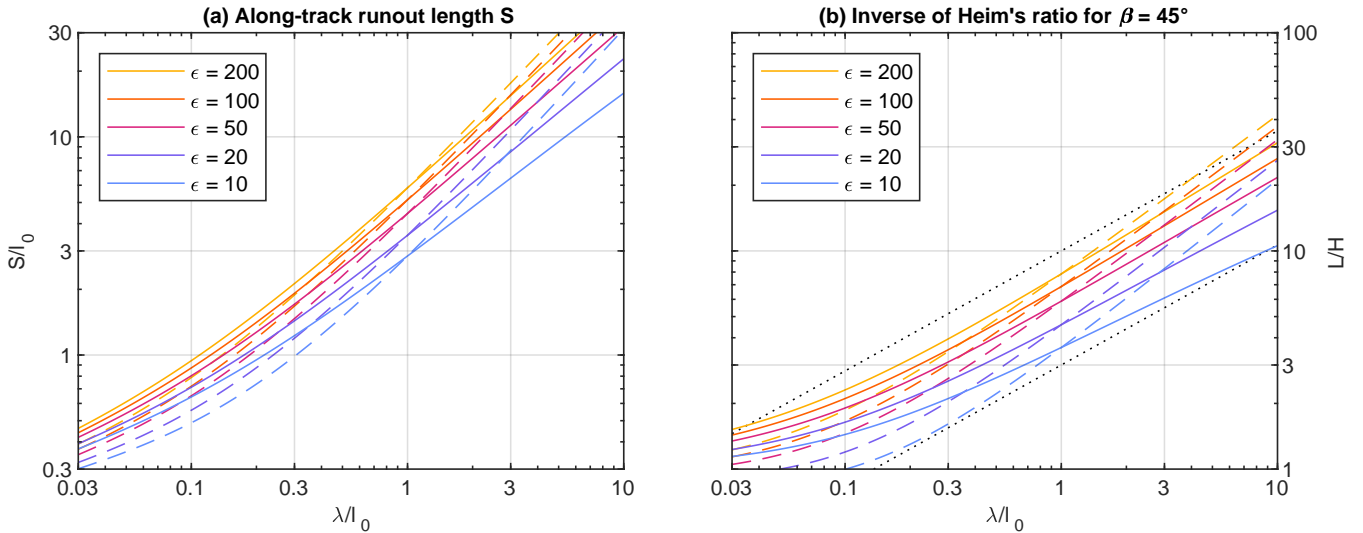 (a) Along-track runout length S
30
10
3
1
0.3
S/l0
ϵ = 200
ϵ = 100
ϵ = 50
ϵ = 20
ϵ = 10
0.03 0.1 0.3 1 3 10
λ/l0
(b) Inverse of Heim's ratio for β = 45°
ϵ = 200
ϵ = 100
ϵ = 50
ϵ = 20
ϵ = 10
100
30
10
3
1
L/H
0.03 0.1 0.3 1 3 10
λ/l0